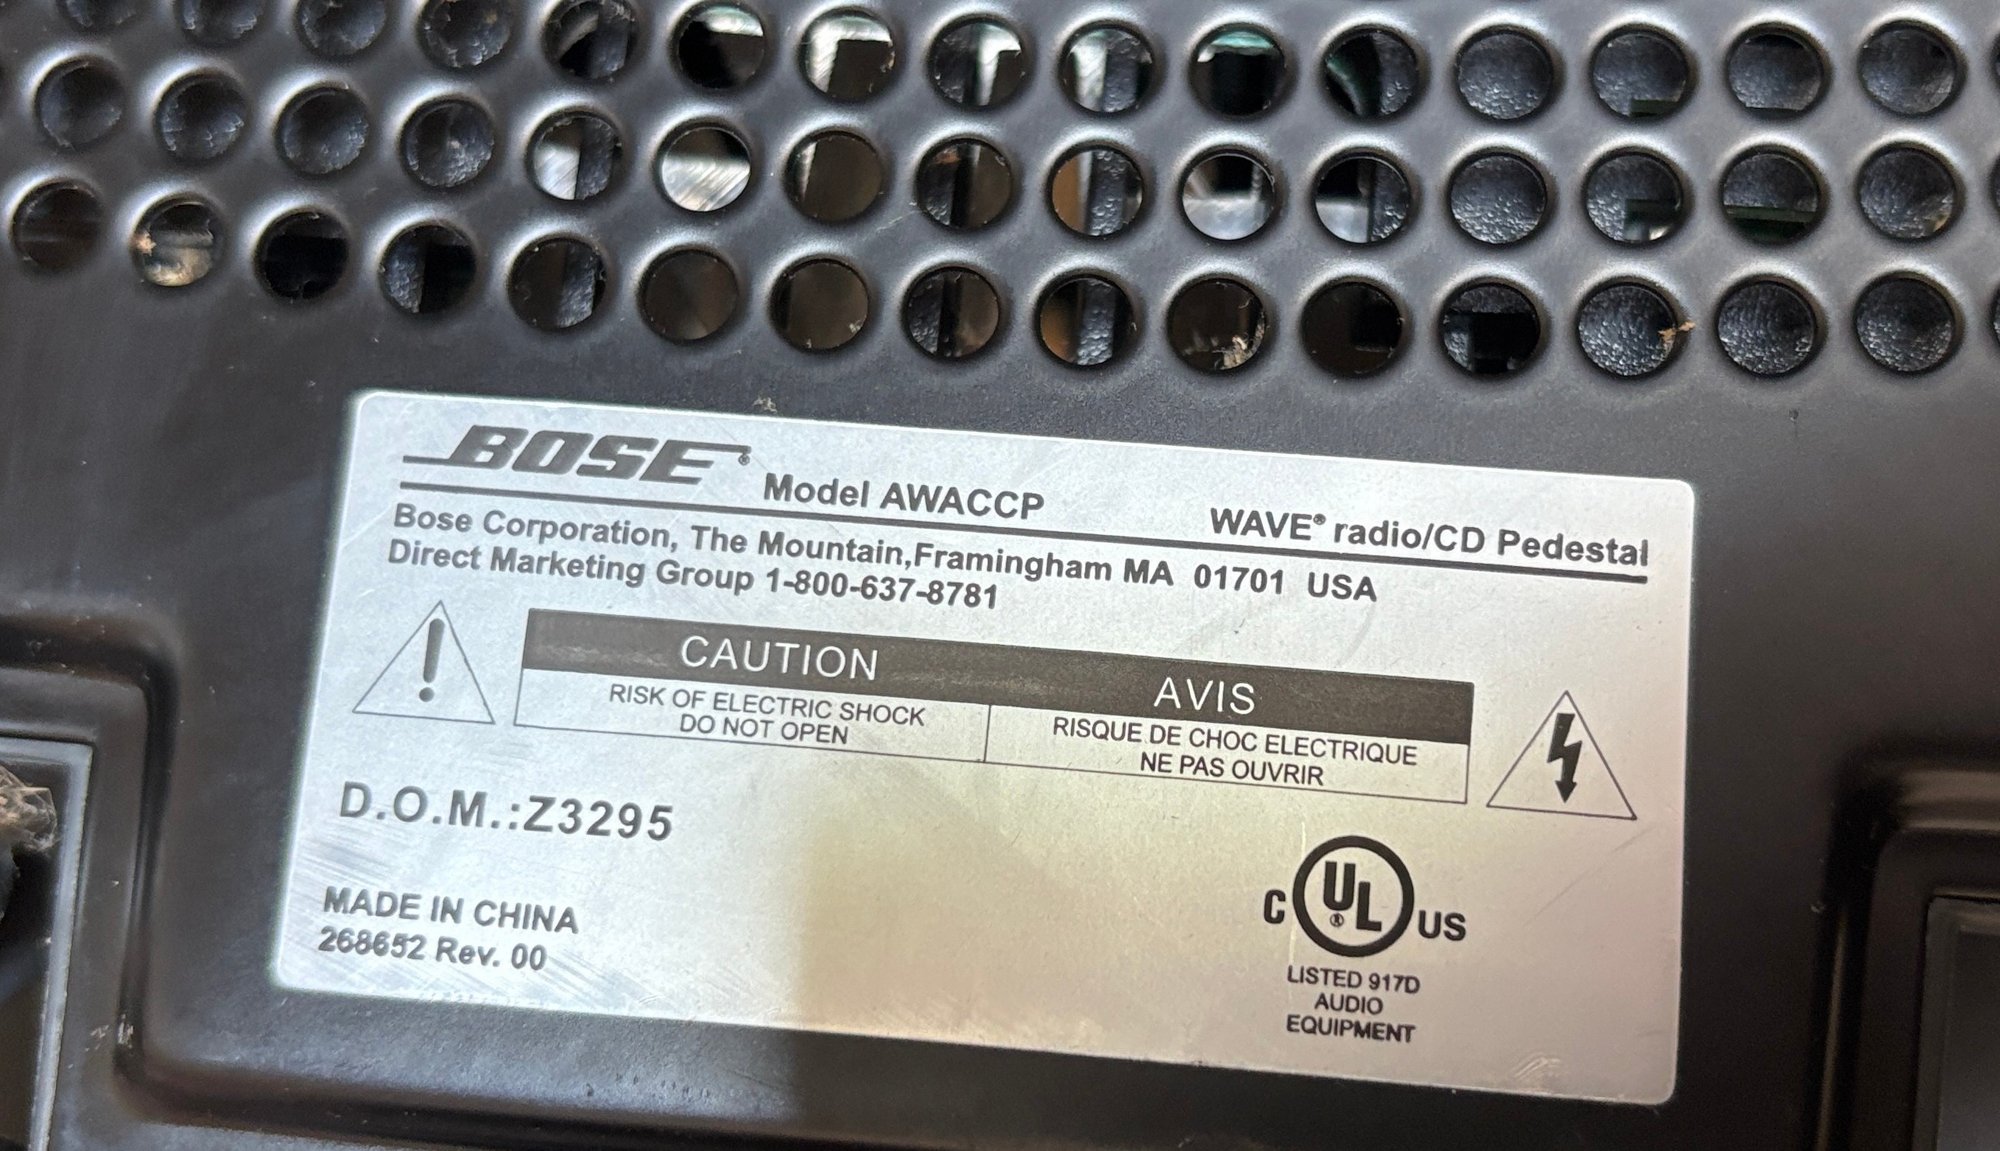 BOSE® Model AWACCP WAVE® radio/CD Pedestal
Bose Corporation, The Mountain,Framingham MA 01701 USA
Direct Marketing Group 1-800-637-8781
CAUTION
RISK OF ELECTRIC SHOCK
DO NOT OPEN
AVIS
RISQUE DE CHOC ELECTRIQUE
NE PAS OUVRIR
D.O.M.:Z3295
MADE IN CHINA
268652 Rev. 00
C UL® US
LISTED 917D
AUDIO
EQUIPMENT